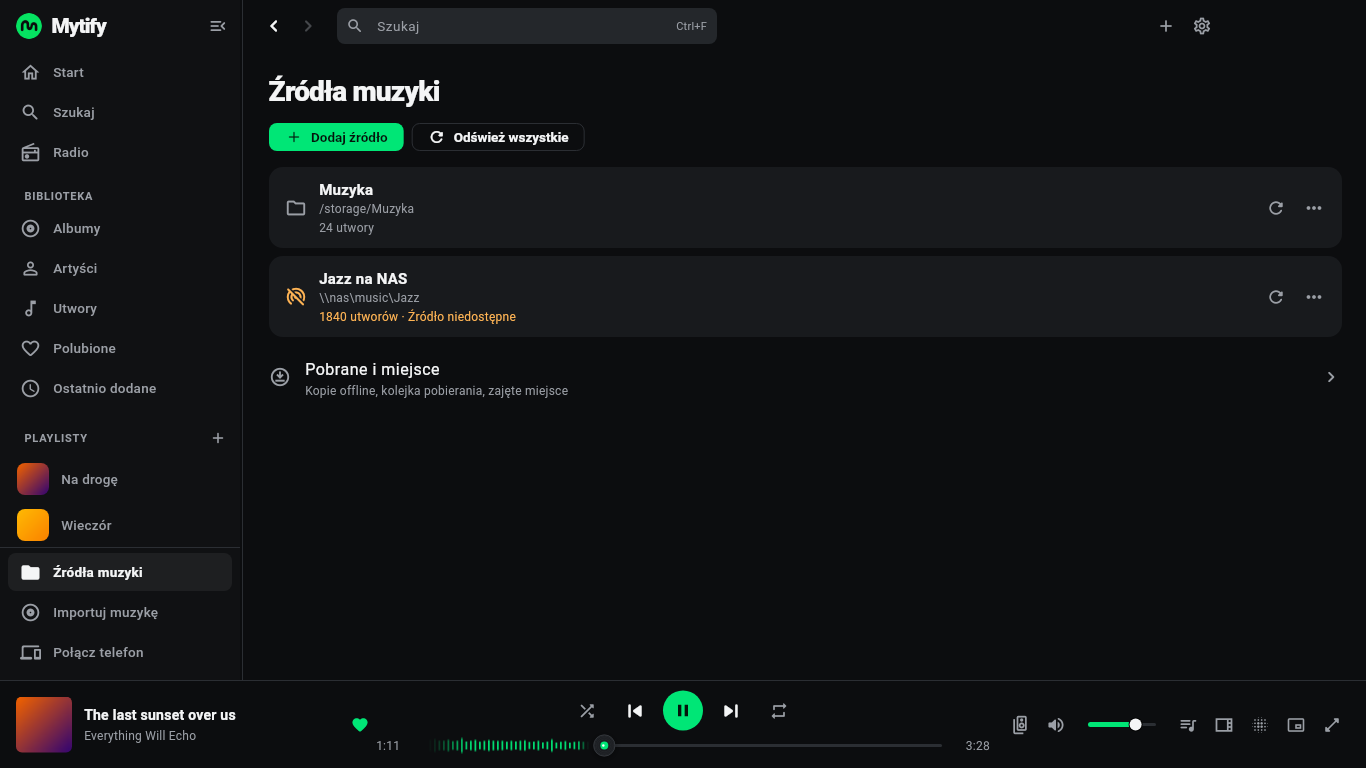 Mytify
Szukaj
Ctrl+F
Start
Szukaj
Radio
BIBLIOTEKA
Albumy
Artyści
Utwory
Polubione
Ostatnio dodane
PLAYLISTY
Na drogę
Wieczór
Źródła muzyki
Importuj muzykę
Połącz telefon
Źródła muzyki
Dodaj źródło
Odśwież wszystkie
Muzyka
/storage/Muzyka
24 utwory
Jazz na NAS
\\nas\music\Jazz
1840 utworów · Źródło niedostępne
Pobrane i miejsce
Kopie offline, kolejka pobierania, zajęte miejsce
The last sunset over us
Everything Will Echo
1:11
3:28